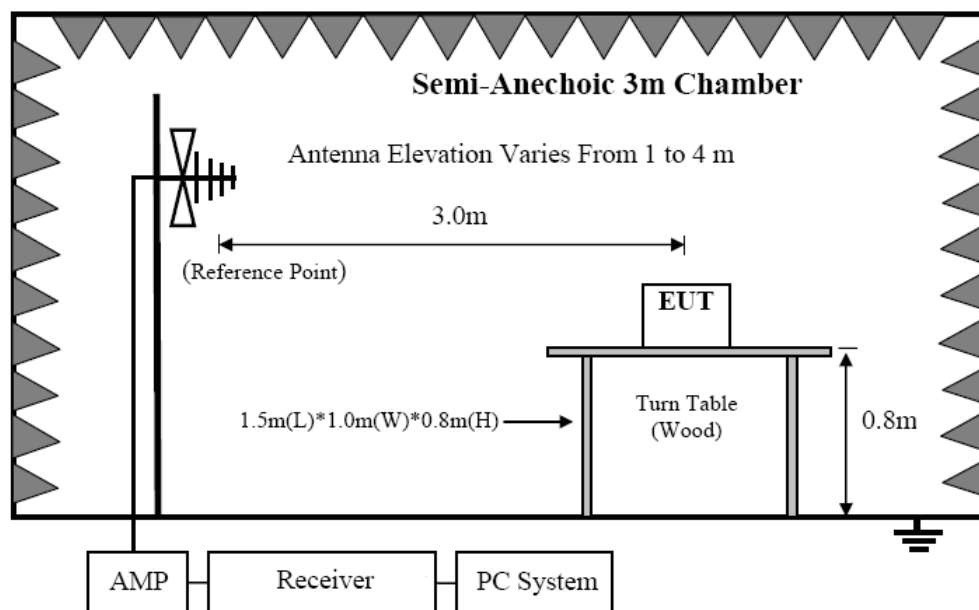 Semi-Anechoic 3m Chamber
Antenna Elevation Varies From 1 to 4 m
3.0m
(Reference Point)
EUT
1.5m(L)*1.0m(W)*0.8m(H)
Turn Table
(Wood)
0.8m
AMP
Receiver
PC System